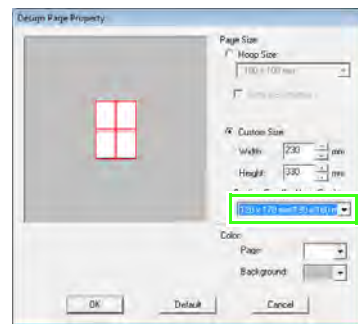 Design Page Property
Page Size
Hoop Size
100 x 100 mm
Custom Size
Width: 230 mm
Height: 330 mm
Color
Page:
Background:
OK Default Cancel